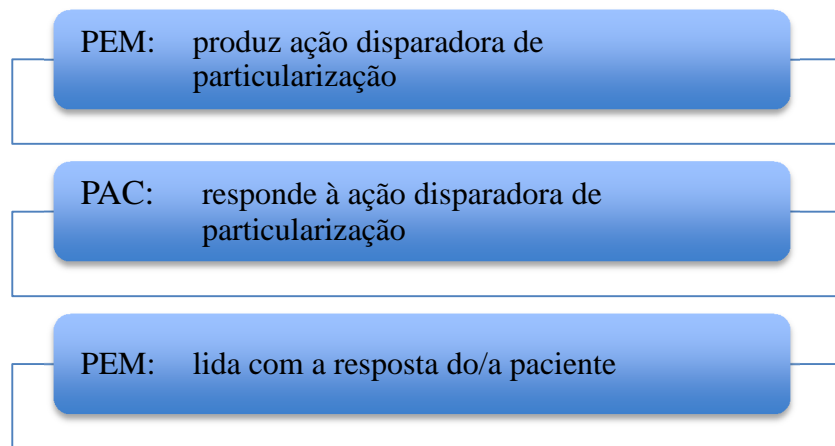 PEM: produz ação disparadora de
particularização
PAC: responde à ação disparadora de
particularização
PEM: lida com a resposta do/a paciente